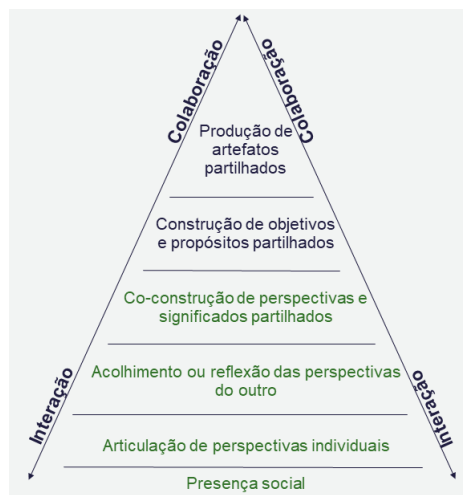 Colaboração
Colaboração
Produção de
artefatos
partilhados
Construção de objetivos
e propósitos partilhados
Co-construção de perspectivas e
significados partilhados
Acolhimento ou reflexão das perspectivas
do outro
Interação
Interação
Articulação de perspectivas individuais
Presença social